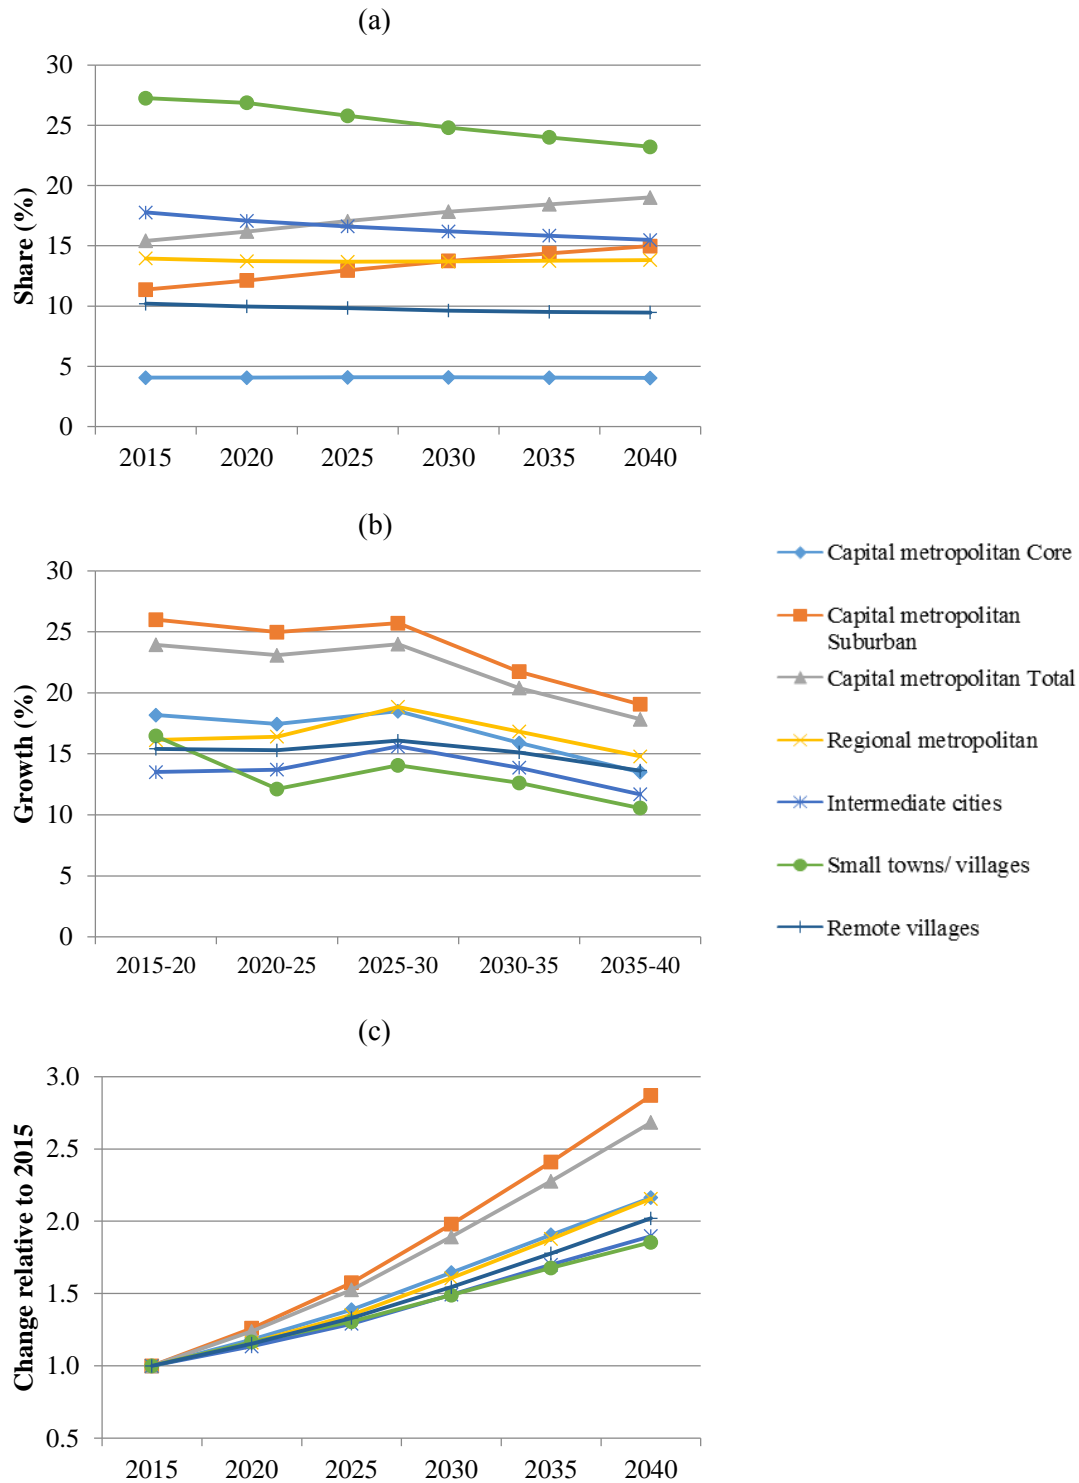 (a)
30
25
20
15
10
5
0
Share (%)
2015 2020 2025 2030 2035 2040
(b)
30
25
20
15
10
5
0
Growth (%)
2015-20 2020-25 2025-30 2030-35 2035-40
Capital metropolitan Core
Capital metropolitan
Suburban
Capital metropolitan Total
Regional metropolitan
Intermediate cities
Small towns/ villages
Remote villages
(c)
3.0
2.5
2.0
1.5
1.0
0.5
Change relative to 2015
2015 2020 2025 2030 2035 2040